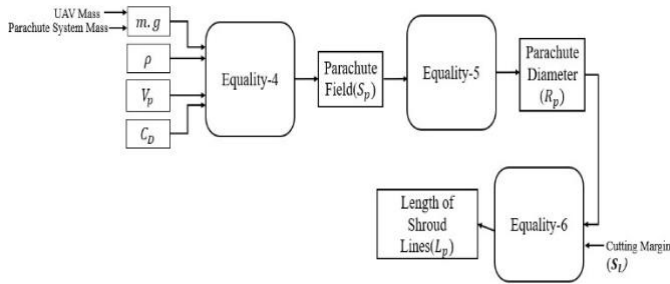 UAV Mass
Parachute System Mass
m.g
ρ
V_p
C_D
Equality-4
Parachute
Field(S_p)
Equality-5
Parachute
Diameter
(R_p)
Length of
Shroud
Lines(L_p)
Equality-6
Cutting Margin
(S_L)